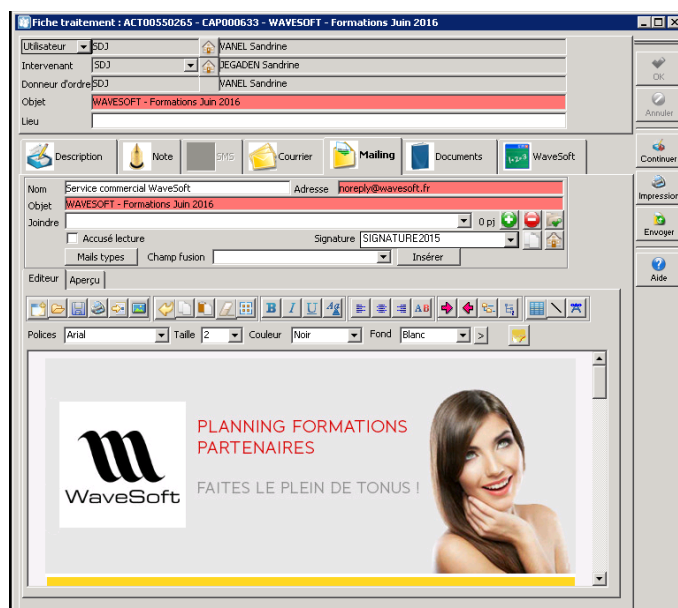 Fiche traitement : ACT00550265 - CAP000633 - WAVESOFT - Formations Juin 2016
Utilisateur SDJ VANEL Sandrine
Intervenant SDJ JEGADEN Sandrine
Donneur d'ordre SDJ VANEL Sandrine
Objet WAVESOFT - Formations Juin 2016
Lieu
OK
Annuler
Continuer
Impression
Envoyer
Aide
Description Note SMS Courrier Mailing Documents WaveSoft
Nom Service commercial WaveSoft Adresse noreply@wavesoft.fr
Objet WAVESOFT - Formations Juin 2016
Joindre 0 pj
Accusé lecture Signature SIGNATURE2015
Mails types Champ fusion Insérer
Editeur Aperçu
B I U Ag AB
Polices Arial Taille 2 Couleur Noir Fond Blanc >
PLANNING FORMATIONS
PARTENAIRES
FAITES LE PLEIN DE TONUS !
WaveSoft